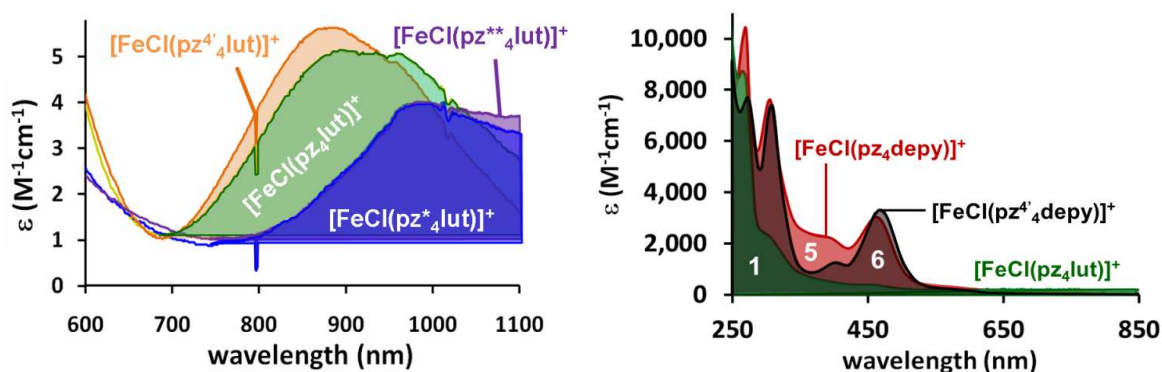 [FeCl(pz⁴'₄lut)]⁺
[FeCl(pz**₄lut)]⁺
[FeCl(pz₄lut)]⁺
[FeCl(pz*₄lut)]⁺
ε (M⁻¹cm⁻¹)
5
4
3
2
1
0
600 700 800 900 1000 1100
wavelength (nm)
10,000
8,000
6,000
4,000
2,000
0
ε (M⁻¹cm⁻¹)
[FeCl(pz₄depy)]⁺
[FeCl(pz⁴'₄depy)]⁺
[FeCl(pz₄lut)]⁺
1
5
6
250 450 650 850
wavelength (nm)